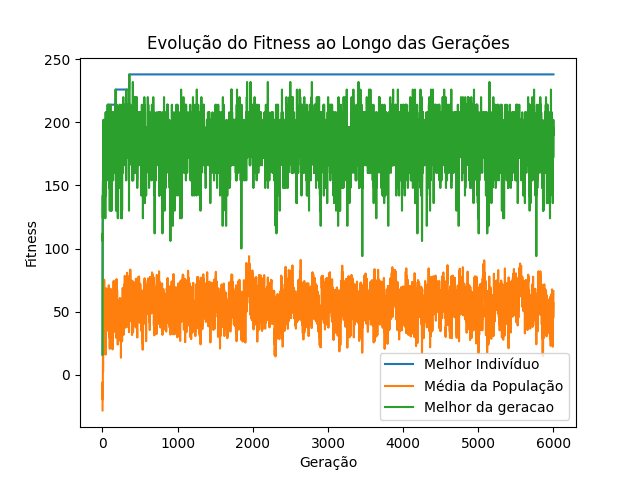 Evolução do Fitness ao Longo das Gerações
250
200
150
100
50
0
Fitness
0 1000 2000 3000 4000 5000 6000
Geração
Melhor Indivíduo
Média da População
Melhor da geracao